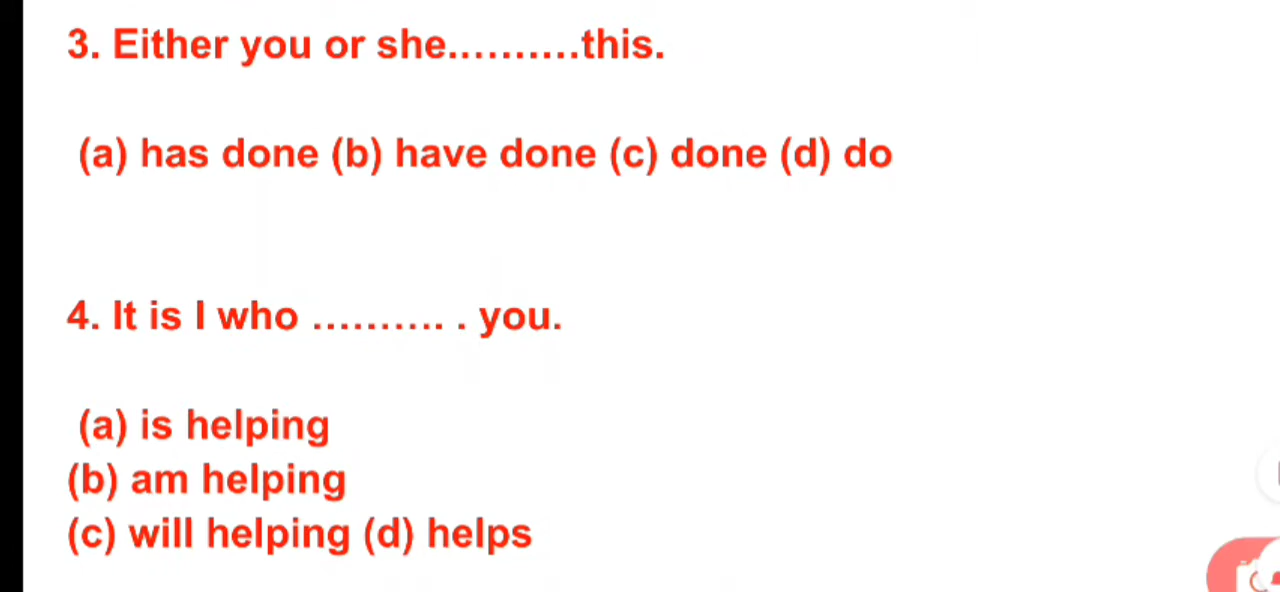 3. Either you or she..........this.
(a) has done (b) have done (c) done (d) do
4. It is I who .......... . you.
(a) is helping
(b) am helping
(c) will helping (d) helps